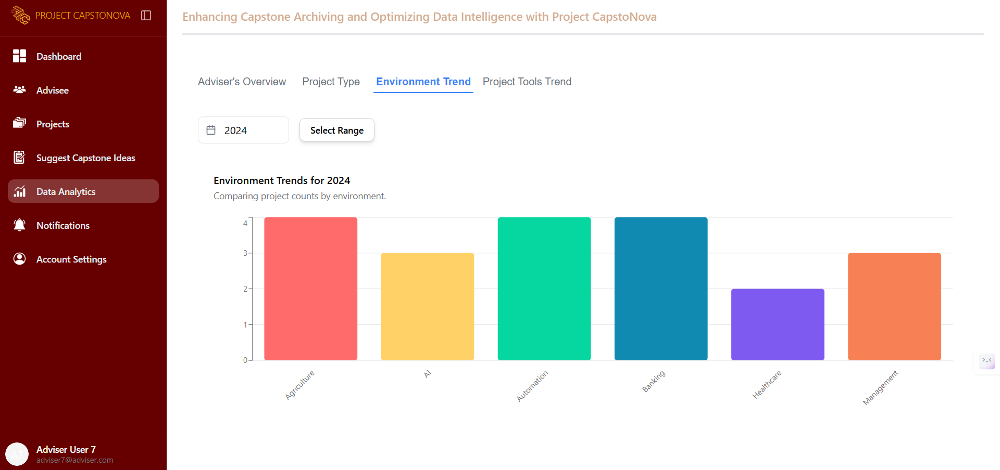 PROJECT CAPSTONOVA
Dashboard
Advisee
Projects
Suggest Capstone Ideas
Data Analytics
Notifications
Account Settings
A7
Adviser User 7
adviser7@adviser.com
Enhancing Capstone Archiving and Optimizing Data Intelligence with Project CapstoNova
Adviser's Overview Project Type Environment Trend Project Tools Trend
2024 Select Range
Environment Trends for 2024
Comparing project counts by environment.
4
3
2
1
0
Agriculture
AI
Automation
Banking
Healthcare
Management